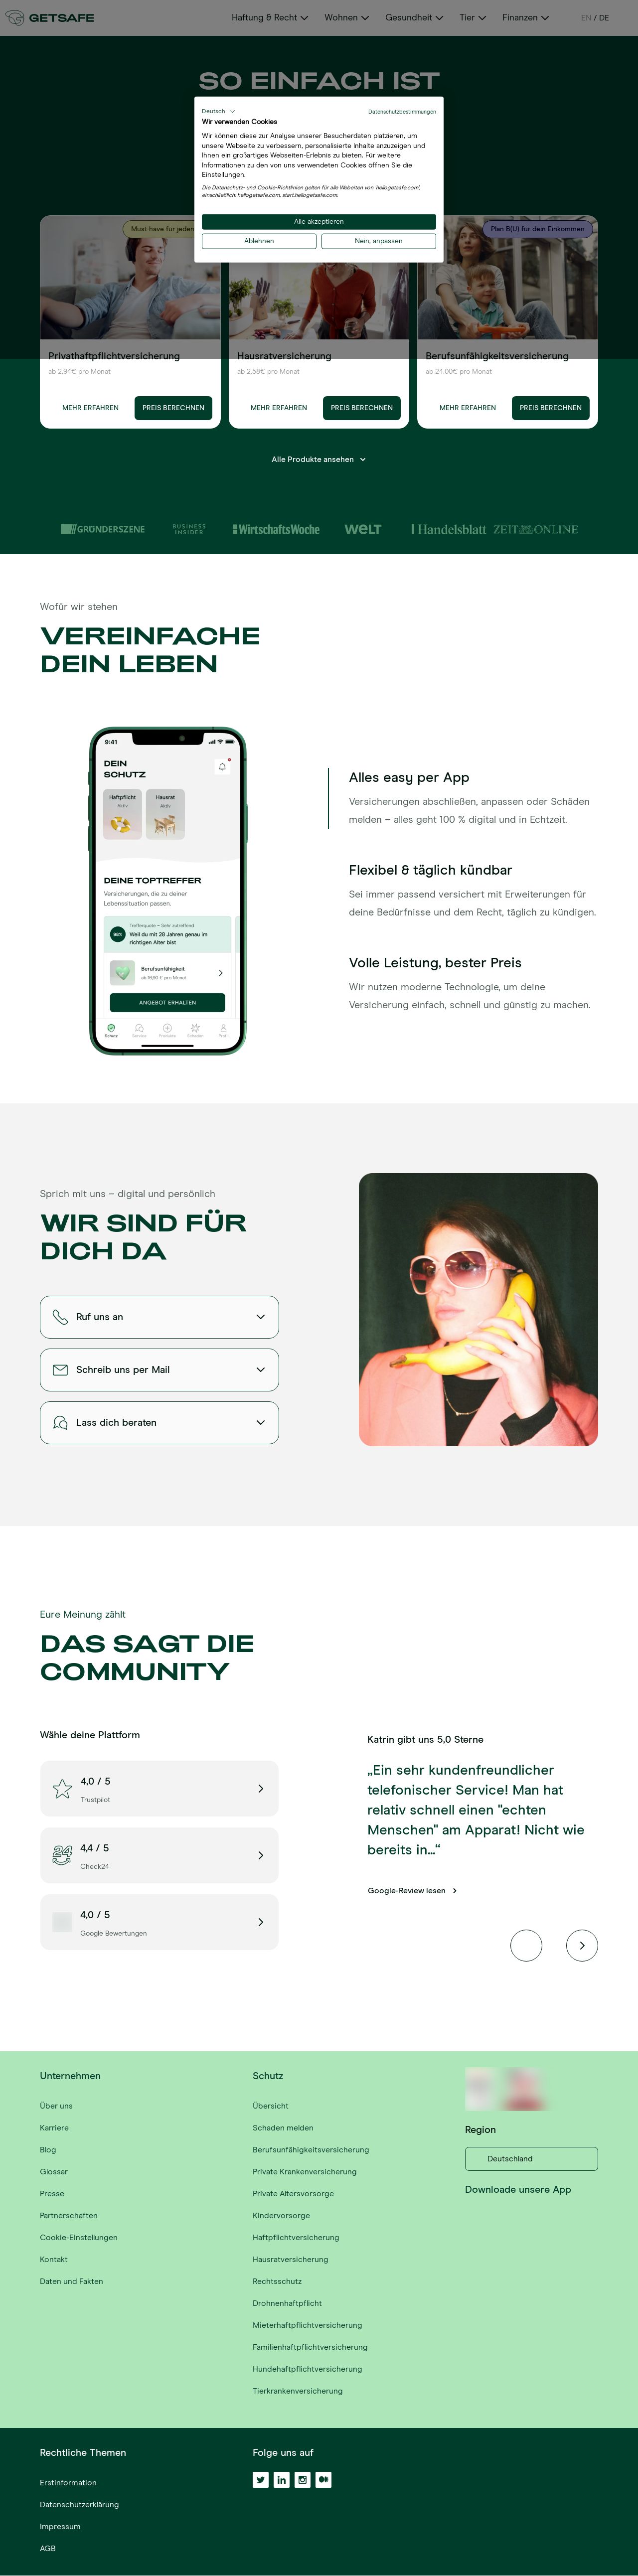 GETSAFE
Haftung & Recht
Wohnen
Gesundheit
Tier
Finanzen
EN / DE
SO EINFACH IST
Deutsch
Datenschutzbestimmungen
Wir verwenden Cookies
Wir können diese zur Analyse unserer Besucherdaten platzieren, um
unsere Webseite zu verbessern, personalisierte Inhalte anzuzeigen und
Ihnen ein großartiges Webseiten-Erlebnis zu bieten. Für weitere
Informationen zu den von uns verwendeten Cookies öffnen Sie die
Einstellungen.
Die Datenschutz- und Cookie-Richtlinien gelten für alle Webeiten von 'hellogetsafe.com',
einschließlich: hellogetsafe.com, start.hellogetsafe.com.
Alle akzeptieren
Ablehnen
Nein, anpassen
Must-have für jeden
Plan B(U) für dein Einkommen
Privathaftpflichtversicherung
ab 2,94€ pro Monat
MEHR ERFAHREN
PREIS BERECHNEN
Hausratversicherung
ab 2,58€ pro Monat
MEHR ERFAHREN
PREIS BERECHNEN
Berufsunfähigkeitsversicherung
ab 24,00€ pro Monat
MEHR ERFAHREN
PREIS BERECHNEN
Alle Produkte ansehen
GRÜNDERSZENE
BUSINESS
INSIDER
WirtschaftsWoche
WELT
Handelsblatt
ZEIT ONLINE
Wofür wir stehen
VEREINFACHE
DEIN LEBEN
9:41
DEIN
SCHUTZ
Haftpflicht
Aktiv
Hausrat
Aktiv
DEINE TOPTREFFER
Versicherungen, die zu deiner
Lebenssituation passen.
98%
Trefferquote – Sehr zutreffend
Weil du mit 28 Jahren genau im
richtigen Alter bist
Berufsunfähigkeit
ANGEBOT ERHALTEN
Schutz
Services
Produkte
Schaden
Profil
Alles easy per App
Versicherungen abschließen, anpassen oder Schäden
melden – alles geht 100 % digital und in Echtzeit.
Flexibel & täglich kündbar
Sei immer passend versichert mit Erweiterungen für
deine Bedürfnisse und dem Recht, täglich zu kündigen.
Volle Leistung, bester Preis
Wir nutzen moderne Technologie, um deine
Versicherung einfach, schnell und günstig zu machen.
Sprich mit uns – digital und persönlich
WIR SIND FÜR
DICH DA
Ruf uns an
Schreib uns per Mail
Lass dich beraten
Eure Meinung zählt
DAS SAGT DIE
COMMUNITY
Wähle deine Plattform
4,0 / 5
Trustpilot
24
4,4 / 5
Check24
4,0 / 5
Google Bewertungen
Katrin gibt uns 5,0 Sterne
„Ein sehr kundenfreundlicher
telefonischer Service! Man hat
relativ schnell einen "echten
Menschen" am Apparat! Nicht wie
bereits in...“
Google-Review lesen
Unternehmen
Über uns
Karriere
Blog
Glossar
Presse
Partnerschaften
Cookie-Einstellungen
Kontakt
Daten und Fakten
Schutz
Übersicht
Schaden melden
Berufsunfähigkeitsversicherung
Private Krankenversicherung
Private Altersvorsorge
Kindervorsorge
Haftpflichtversicherung
Hausratversicherung
Rechtsschutz
Drohnenhaftpflicht
Mieterhaftpflichtversicherung
Familienhaftpflichtversicherung
Hundehaftpflichtversicherung
Tierkrankenversicherung
Region
Deutschland
Downloade unsere App
Rechtliche Themen
Erstinformation
Datenschutzerklärung
Impressum
AGB
Folge uns auf